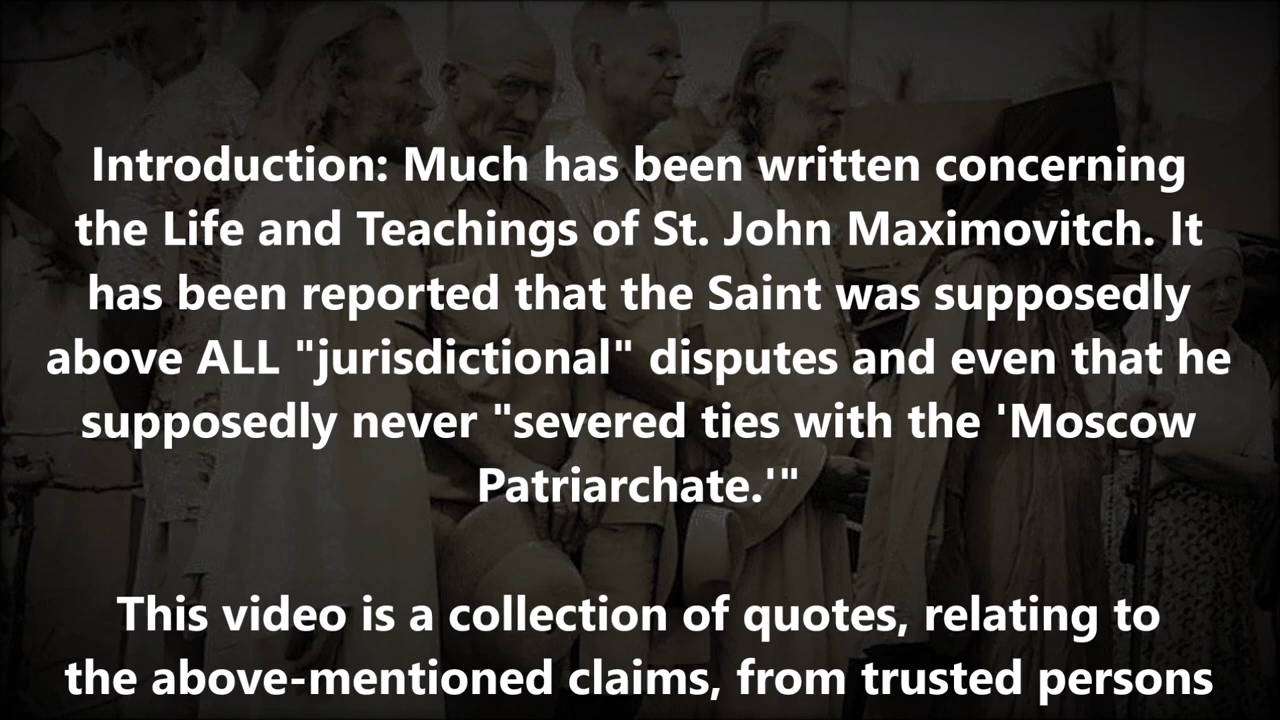 Introduction: Much has been written concerning
the Life and Teachings of St. John Maximovitch. It
has been reported that the Saint was supposedly
above ALL "jurisdictional" disputes and even that he
supposedly never "severed ties with the 'Moscow
Patriarchate.'"
This video is a collection of quotes, relating to
the above-mentioned claims, from trusted persons